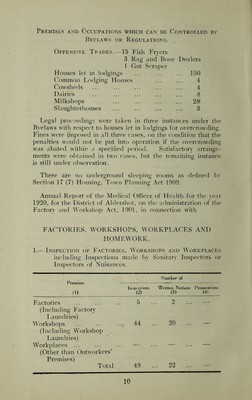 PREMISES AND OCCUPATIONS WHICH CAN BE CONTROLLED BY
BYELAWS OR REGULATIONS.
OFFENSIVE TRADES.— 15 Fish Fryers
3 Rag and Bone Dealers
1 Gut Scraper
Houses let in lodgings ... ... ... 150
Common Lodging Houses ... ... 4
Cowsheds ... ... ... ... 4
Dairies ... ... ... ... 8
Milkshops ... ... ... ... 28
Slaughterhouses ... ... ... 3
Legal proceedings were taken in three instances under the
Byelaws with respect to houses let in lodgings for overcrowding.
Fines were imposed in all three cases, on the condition that the
penalties would not be put into operation if the overcrowding
was abated within a specified period. Satisfactory arrange-
ments were obtained in two cases, but the remaining instance
is still under observation.
There are no underground sleeping rooms as defined by
Section 17 (7) Housing, Town Planning Act 1909.
Annual Report of the Medical Officer of Health for the year
1920, for the District of Aldershot, on the administration of the
Factory and Workshop Act, 1901, in connection with
FACTORIES, WORKSHOPS, WORKPLACES AND
HOMEWORK.
1.—INSPECTION OF FACTORIES, WORKSHOPS AND WORKPLACES
including Inspections made by Sanitary Inspectors or
Inspectors of Nuisances.
Number of
Premises
Inspections Written Notices Prosecutions
(1) (2) (3) (4)
Factories ... 5 ... 2 ... —
(Including Factory
Laundries)
Workshops ... 44 ... 20 ... —
(Including Workshop
Laundries)
Workplaces ... — ... — ... —
(Other than Outworkers'
Premises)
Total 49 ... 22 ... —
10